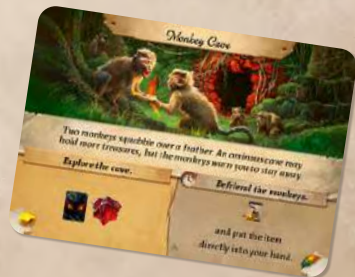 Monkey Cave
Two monkeys squabble over a feather. An ominous cave may
hold more treasures, but the monkeys warn you to stay away.
Explore the cave.
Befriend the monkeys.
and put the item
directly into your hand.